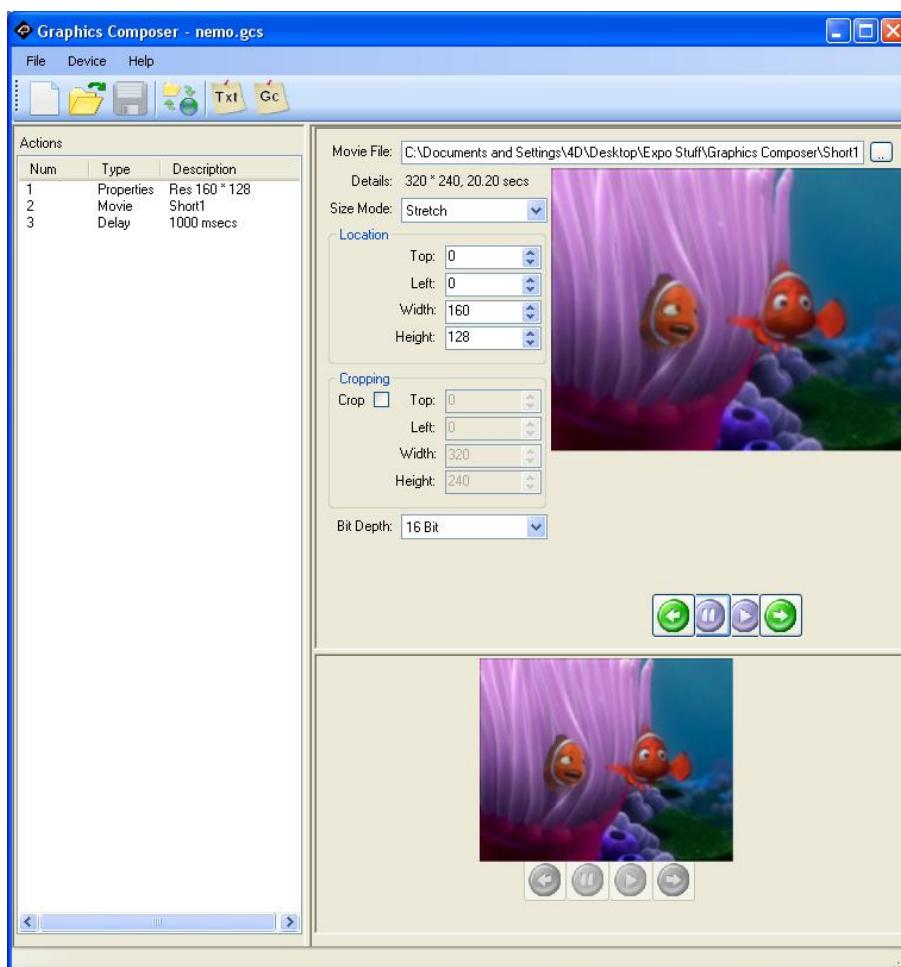 Graphics Composer - nemo.gcs
File Device Help
Txt Gc
Actions
Num Type Description
1 Properties Res 160 * 128
2 Movie Short1
3 Delay 1000 msecs
Movie File: C:\Documents and Settings\4D\Desktop\Expo Stuff\Graphics Composer\Short1 ..
Details: 320 * 240, 20.20 secs
Size Mode: Stretch
Location
Top: 0
Left: 0
Width: 160
Height: 128
Cropping
Crop Top: 0
Left: 0
Width: 320
Height: 240
Bit Depth: 16 Bit